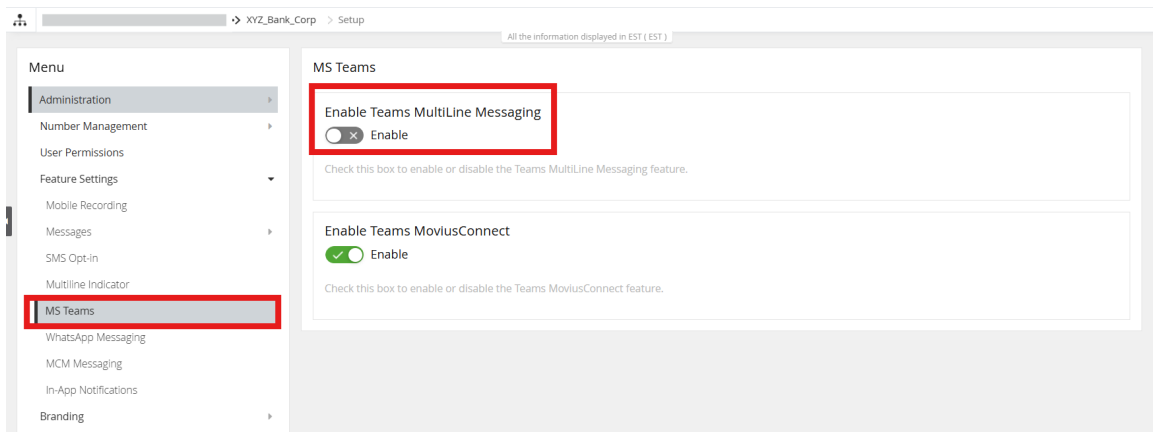 XYZ_Bank_Corp > Setup
All the information displayed in EST ( EST )
Menu
Administration
Number Management
User Permissions
Feature Settings
Mobile Recording
Messages
SMS Opt-in
Multiline Indicator
MS Teams
WhatsApp Messaging
MCM Messaging
In-App Notifications
Branding
MS Teams
Enable Teams MultiLine Messaging
Enable
Check this box to enable or disable the Teams MultiLine Messaging feature.
Enable Teams MoviusConnect
Enable
Check this box to enable or disable the Teams MoviusConnect feature.